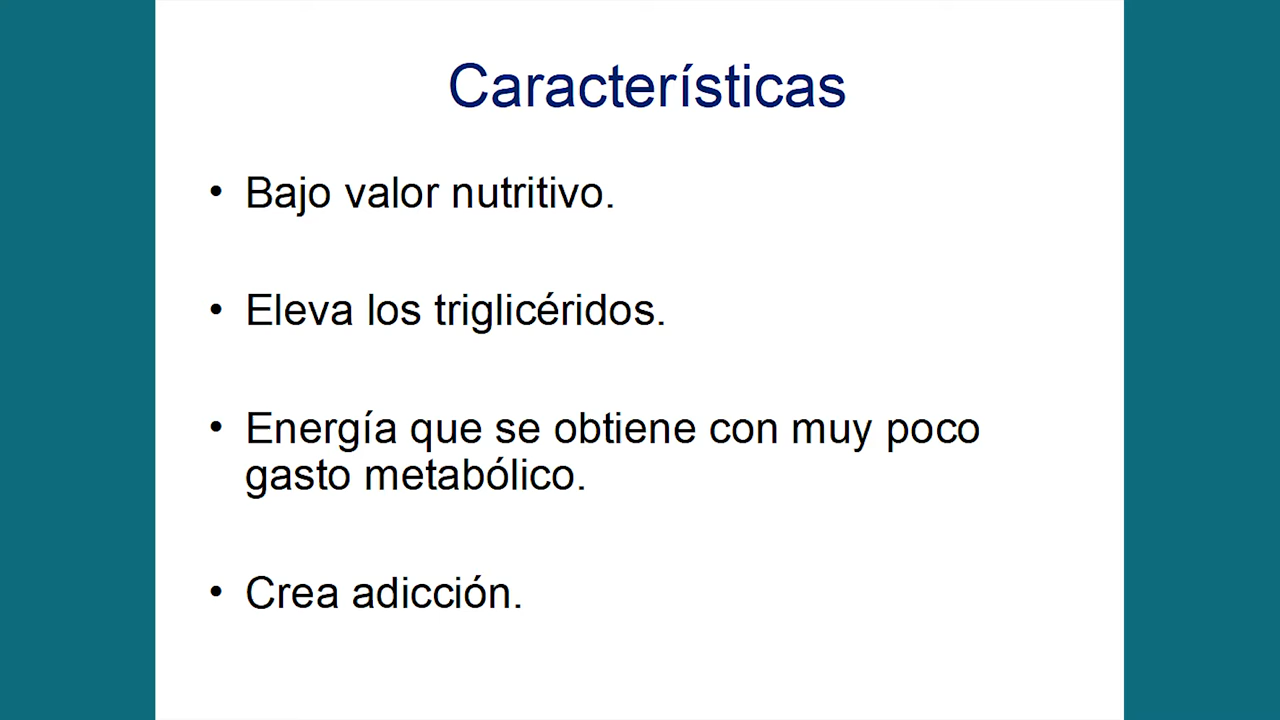 Características
• Bajo valor nutritivo.
• Eleva los triglicéridos.
• Energía que se obtiene con muy poco
gasto metabólico.
• Crea adicción.